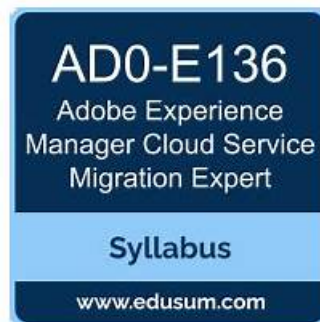 AD0-E136
Adobe Experience
Manager Cloud Service
Migration Expert
Syllabus
www.edusum.com